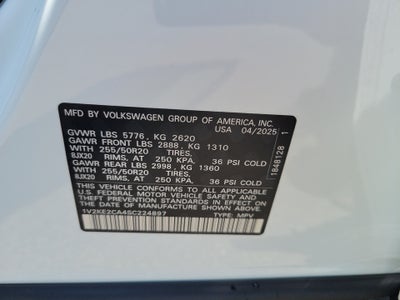 MFD BY VOLKSWAGEN GROUP OF AMERICA, INC.
USA 04/2025
GVWR LBS 5776, KG 2620
GAWR FRONT LBS 2888, KG 1310
WITH 255/50R20 TIRES,
8JX20 RIMS, AT 250 KPA, 36 PSI COLD
GAWR REAR LBS 2998, KG 1360
WITH 255/50R20 TIRES,
8JX20 RIMS, AT 250 KPA, 36 PSI COLD
THIS VEHICLE CONFORMS TO ALL APPLICABLE
U.S. FEDERAL MOTOR VEHICLE SAFETY, BUMPER,
AND THEFT PREVENTION STANDARDS IN EFFECT
ON THE DATE OF MANUFACTURE SHOWN ABOVE.
1V2KE2CA4SC224897 TYPE: MPV
1848128 1